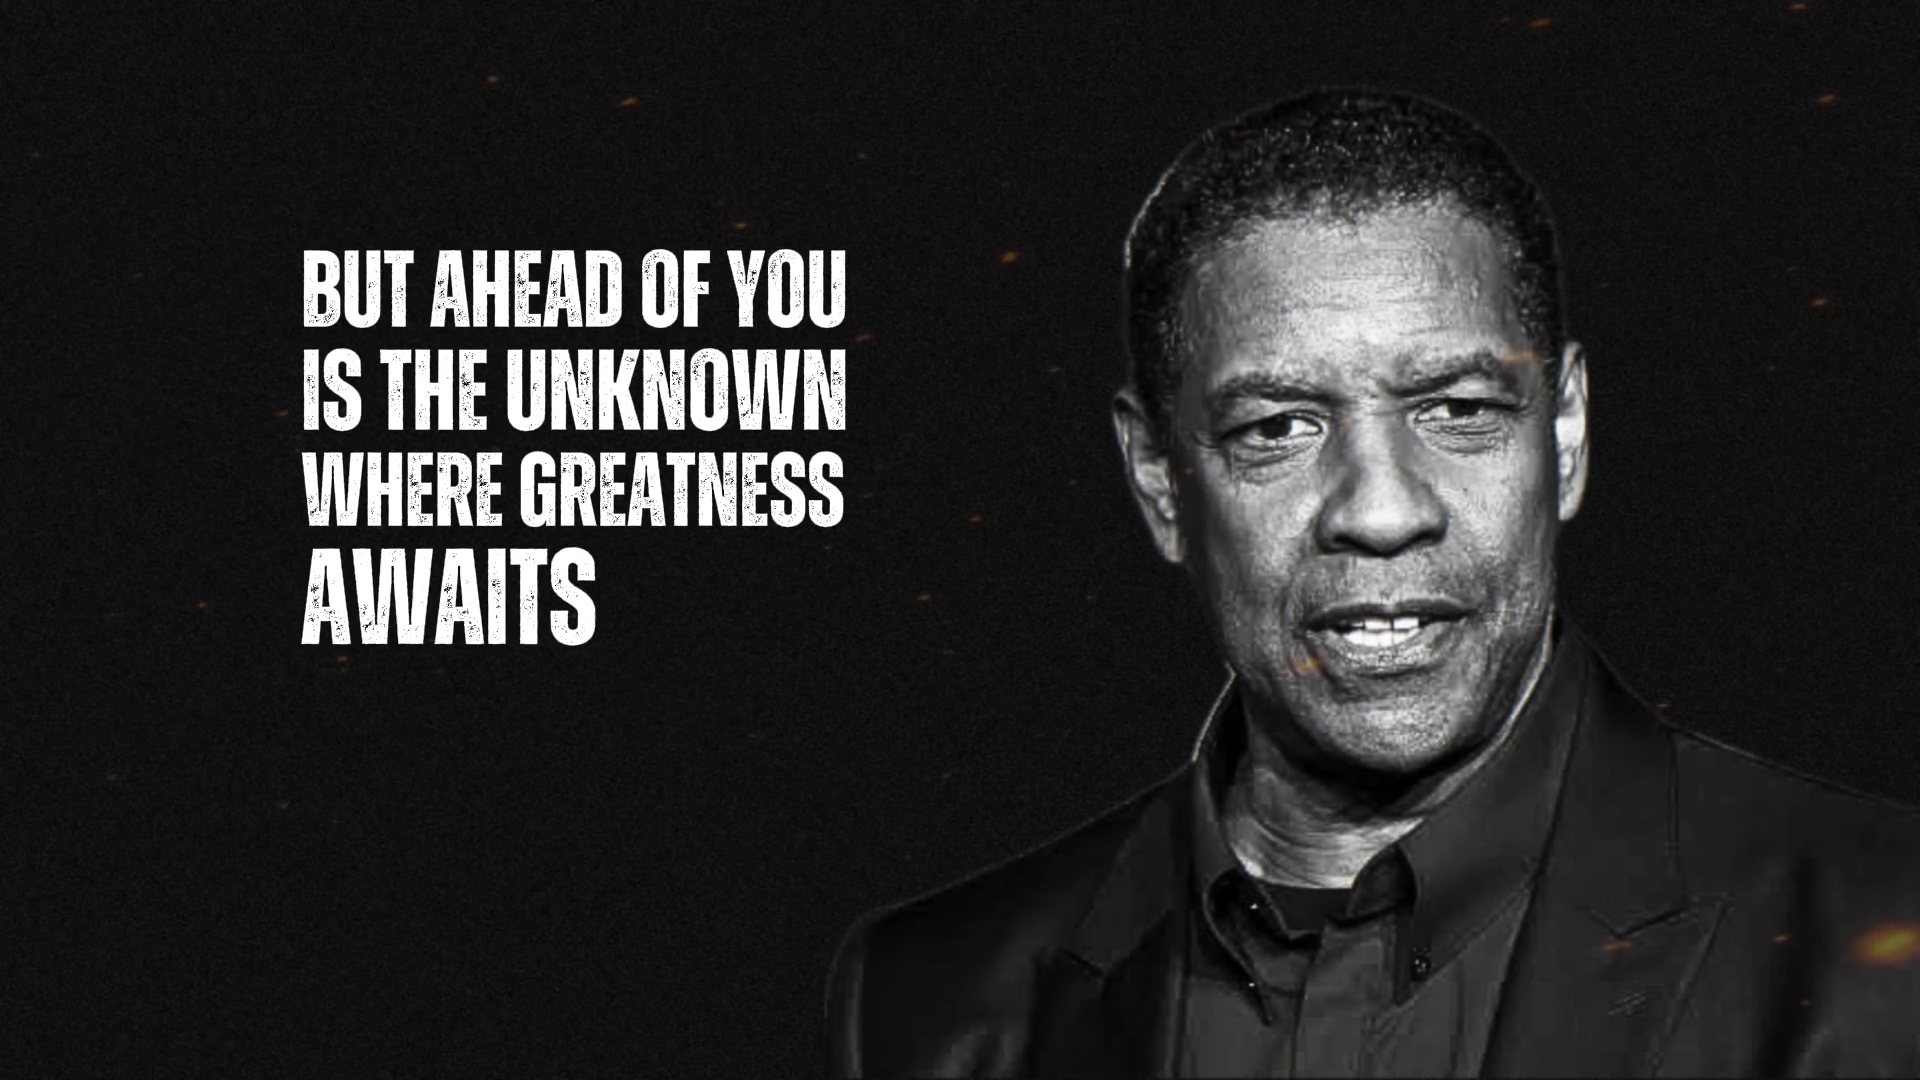 BUT AHEAD OF YOU
IS THE UNKNOWN
WHERE GREATNESS
AWAITS